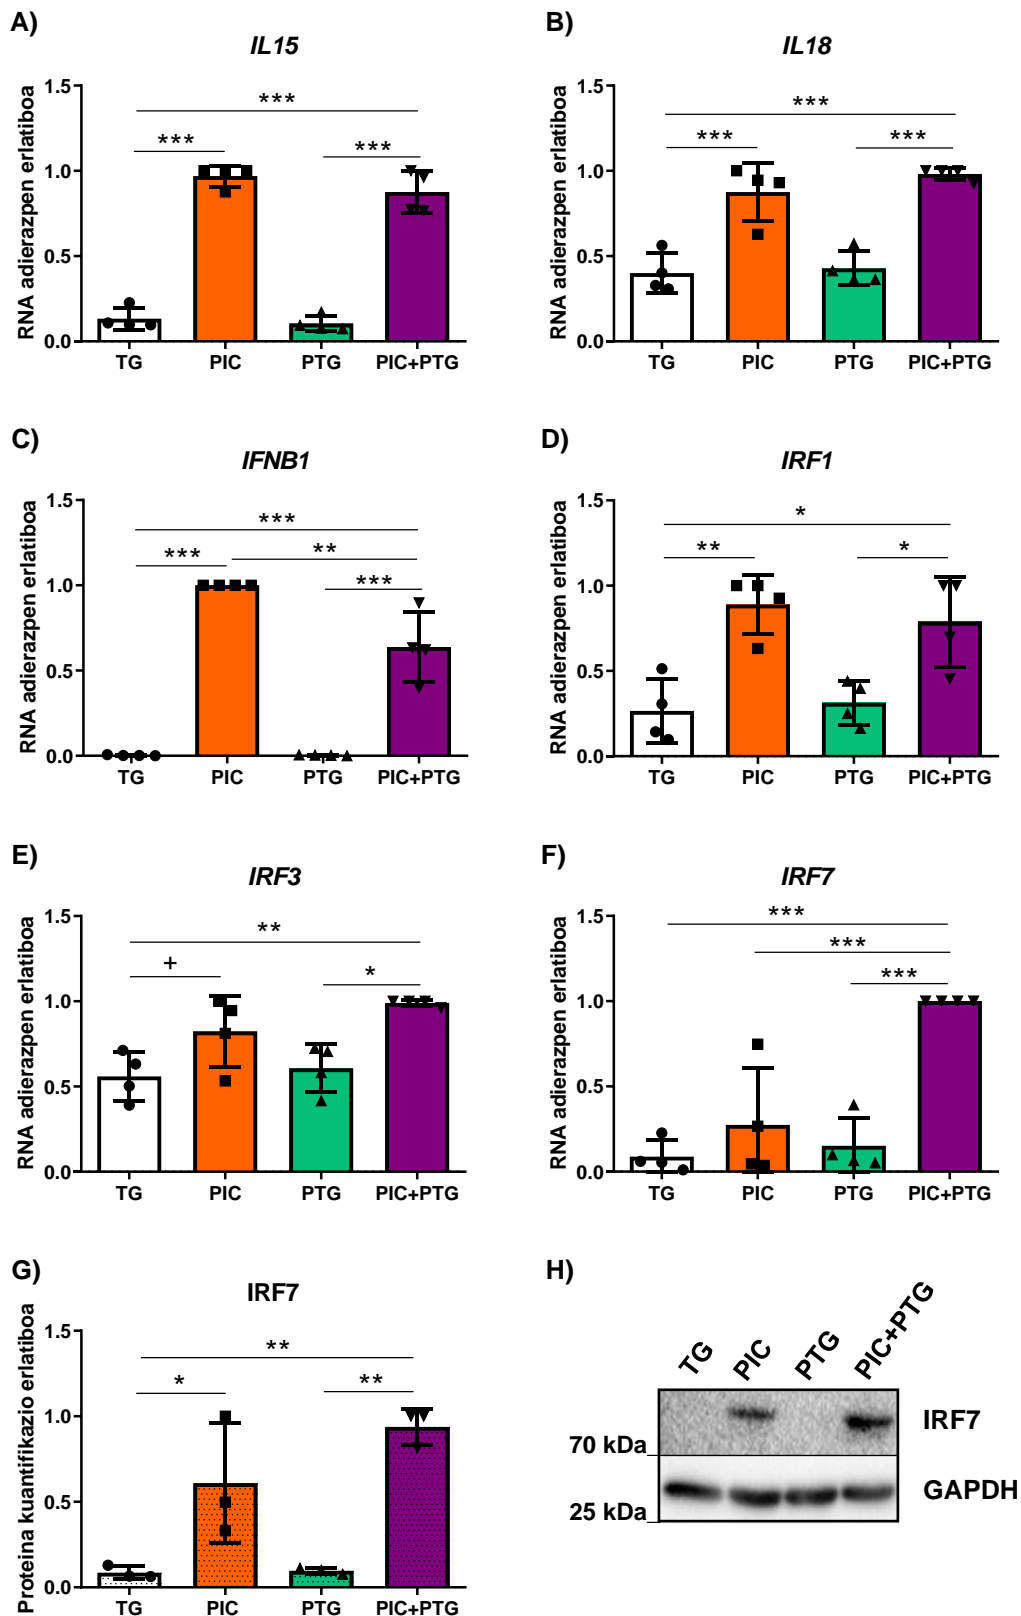 A)
IL15
RNA adierazpen erlatiboa
1.5
1.0
0.5
0.0
***
***
***
TG PIC PTG PIC+PTG
B)
IL18
RNA adierazpen erlatiboa
1.5
1.0
0.5
0.0
***
***
***
TG PIC PTG PIC+PTG
C)
IFNB1
RNA adierazpen erlatiboa
1.5
1.0
0.5
0.0
***
***
**
***
TG PIC PTG PIC+PTG
D)
IRF1
RNA adierazpen erlatiboa
1.5
1.0
0.5
0.0
*
**
*
TG PIC PTG PIC+PTG
E)
IRF3
RNA adierazpen erlatiboa
1.5
1.0
0.5
0.0
**
+
*
TG PIC PTG PIC+PTG
F)
IRF7
RNA adierazpen erlatiboa
1.5
1.0
0.5
0.0
***
***
***
TG PIC PTG PIC+PTG
G)
IRF7
Proteina kuantifikazio erlatiboa
1.5
1.0
0.5
0.0
**
*
**
TG PIC PTG PIC+PTG
H)
TG PIC PTG PIC+PTG
IRF7
70 kDa
GAPDH
25 kDa